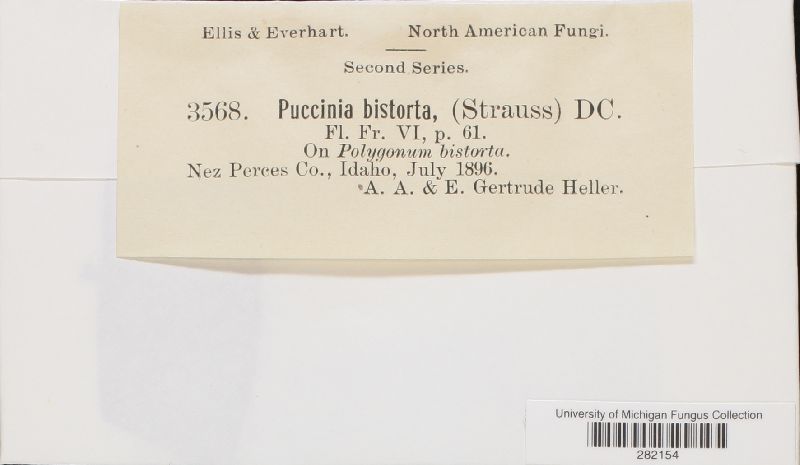 Ellis & Everhart. North American Fungi.
Second Series.
3568. Puccinia bistorta, (Strauss) DC.
Fl. Fr. VI, p. 61.
On Polygonum bistorta.
Nez Perces Co., Idaho, July 1896.
A. A. & E. Gertrude Heller.
University of Michigan Fungus Collection
282154